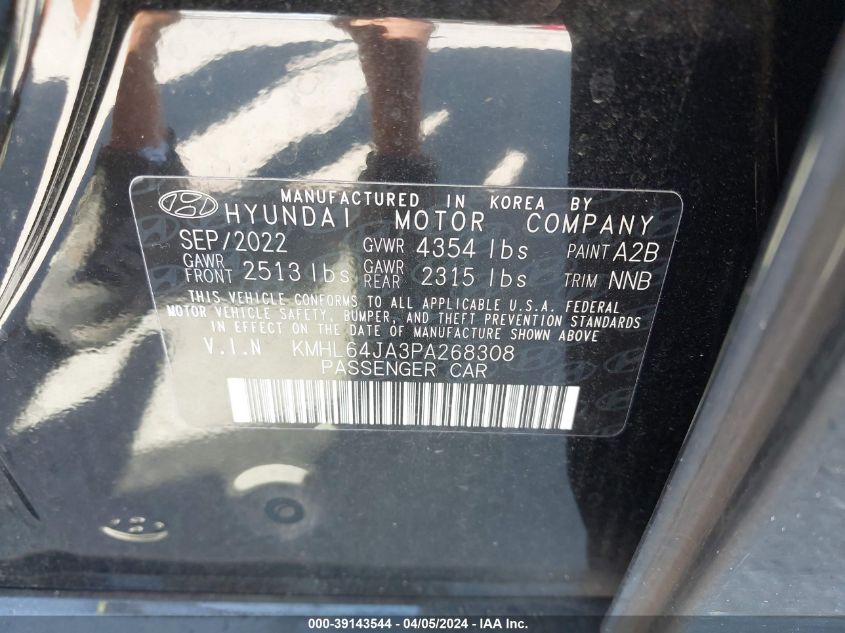 MANUFACTURED IN KOREA BY
HYUNDAI MOTOR COMPANY
SEP/2022 GVWR 4354 lbs PAINT A2B
GAWR FRONT 2513 lbs GAWR REAR 2315 lbs TRIM NNB
THIS VEHICLE CONFORMS TO ALL APPLICABLE U.S.A. FEDERAL
MOTOR VEHICLE SAFETY, BUMPER, AND THEFT PREVENTION STANDARDS
IN EFFECT ON THE DATE OF MANUFACTURE SHOWN ABOVE
V.I.N KMHL64JA3PA268308
PASSENGER CAR
000-39143544 | 04/05/2024 - IAA Inc.